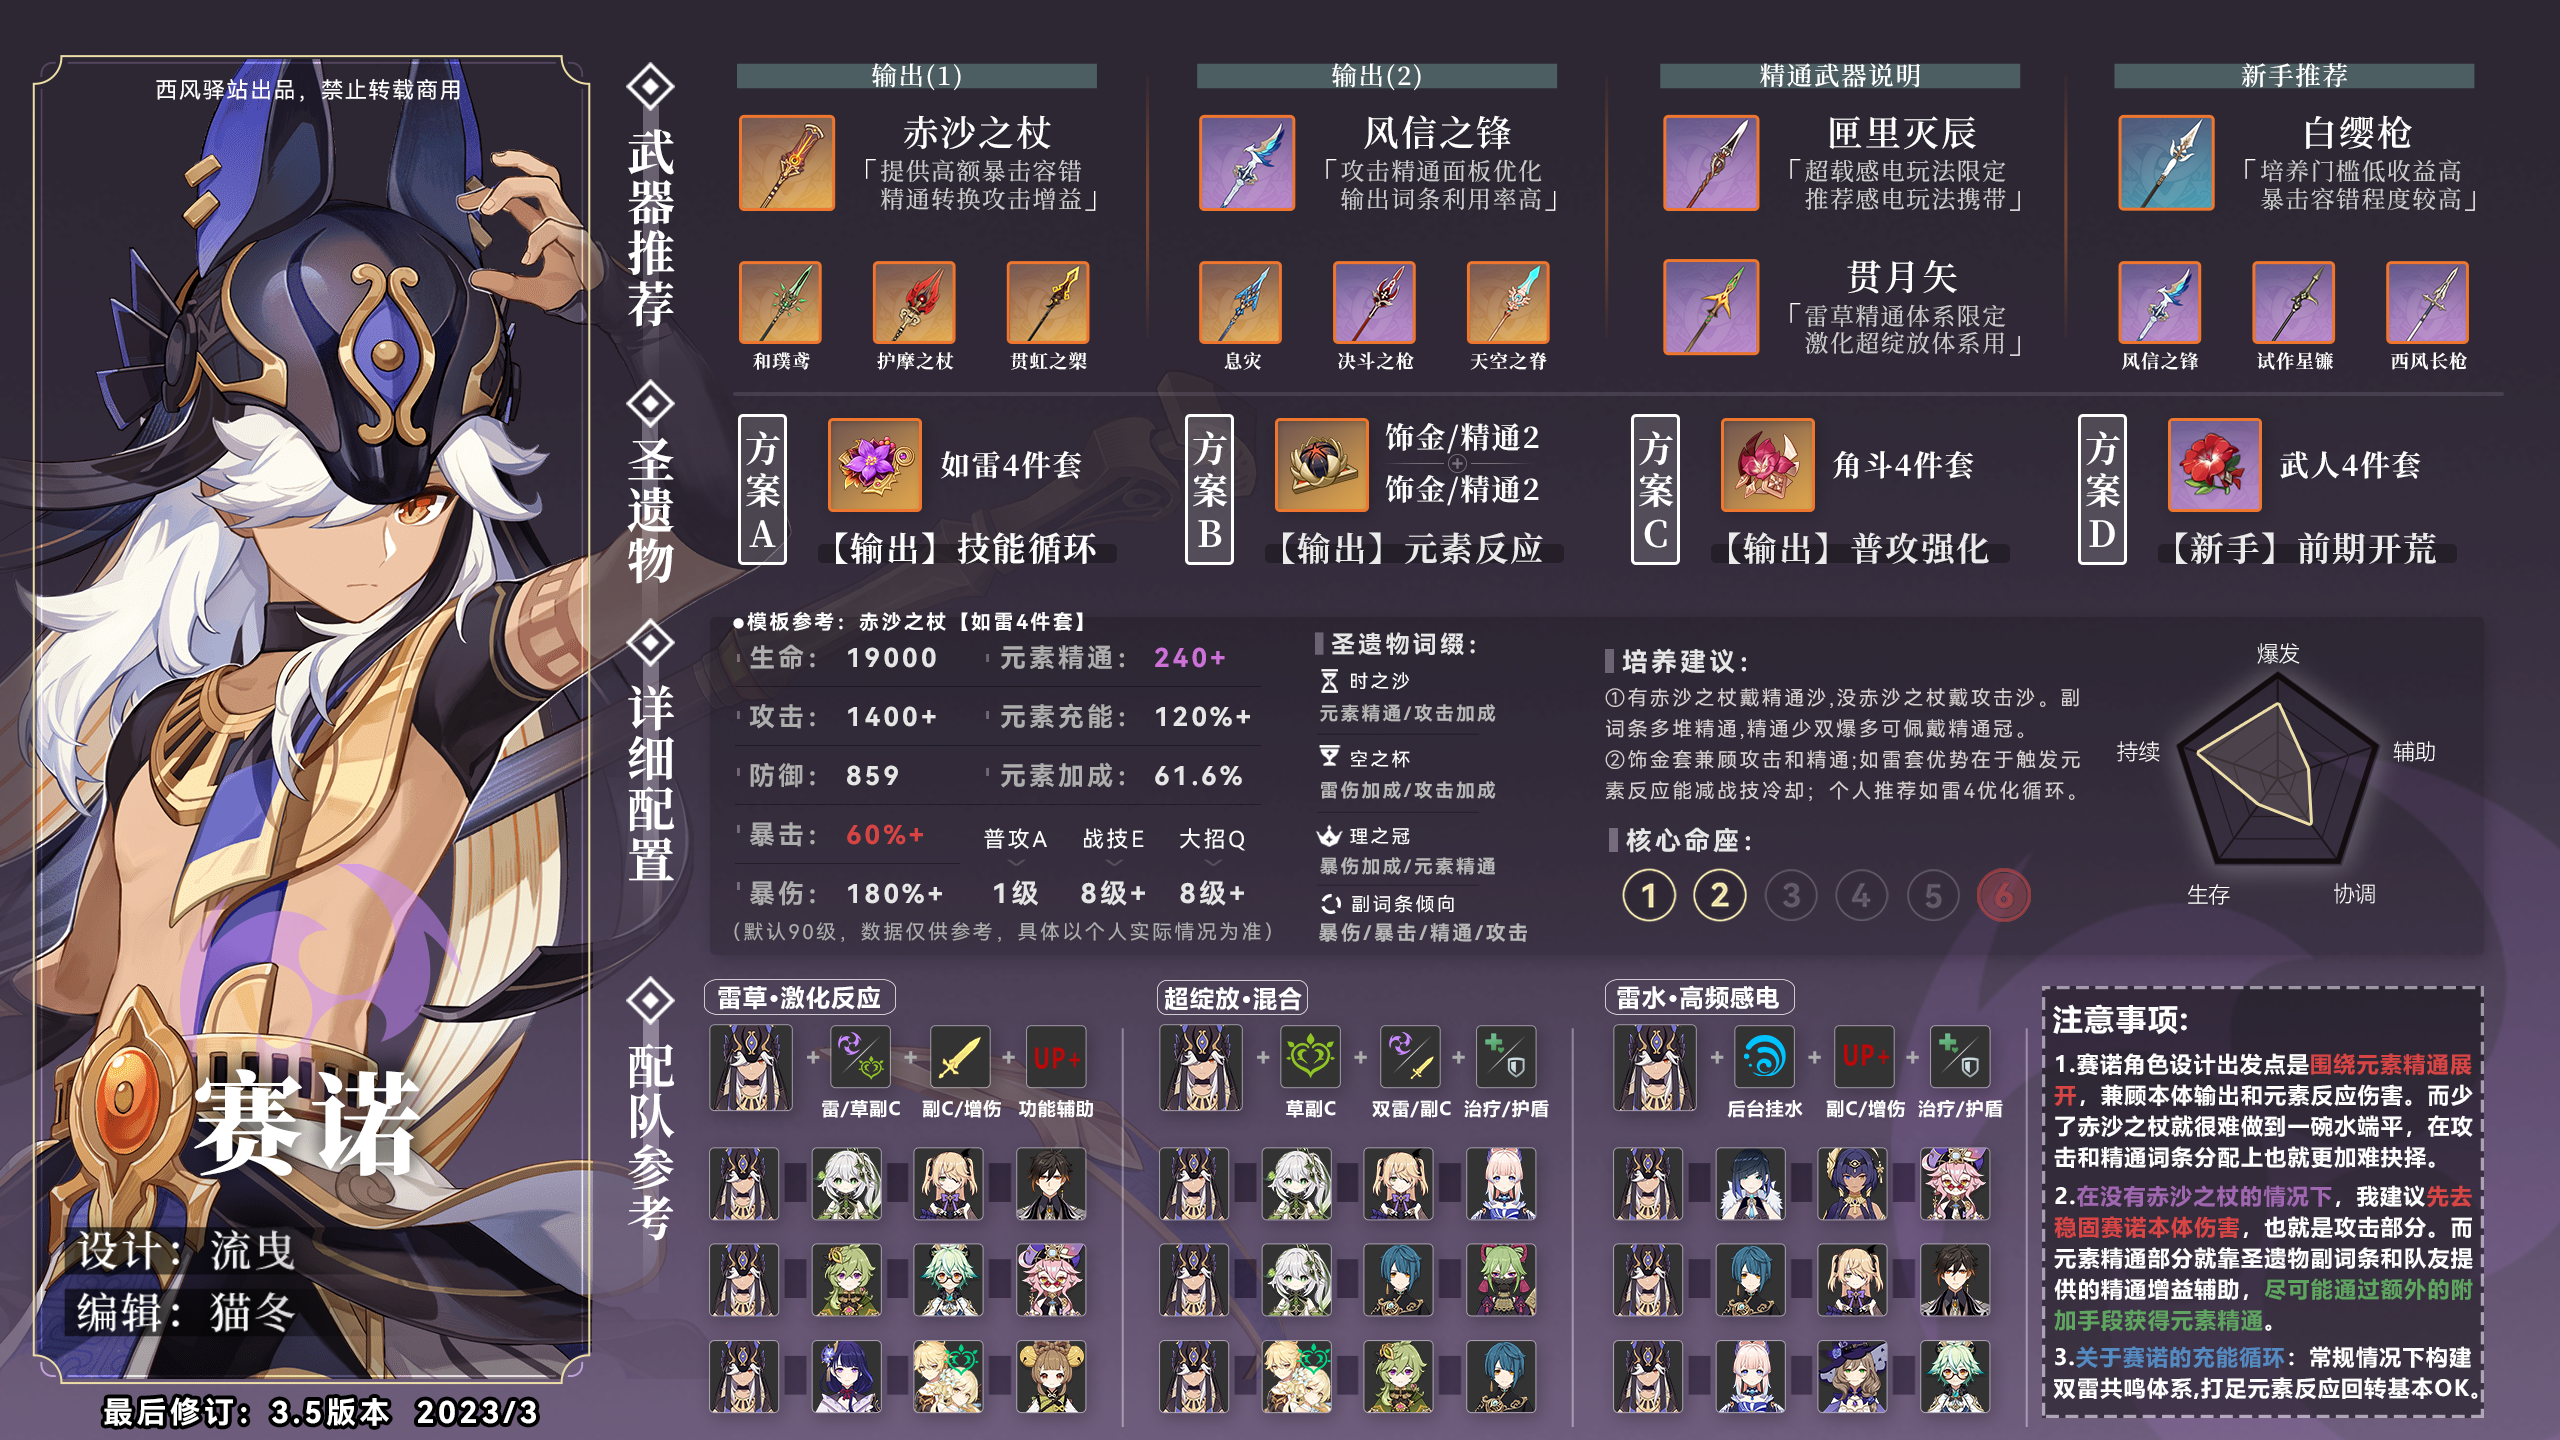 西风驿站出品，禁止转载商用
赛诺
设计：流曳
编辑：猫冬
最后修订：3.5版本 2023/3
武器推荐
输出(1)
赤沙之杖
「提供高额暴击容错
精通转换攻击增益」
和璞鸢
护摩之杖
贯虹之槊
输出(2)
风信之锋
「攻击精通面板优化
输出词条利用率高」
息灾
决斗之枪
天空之脊
精通武器说明
匣里灭辰
「超载感电玩法限定
推荐感电玩法携带」
贯月矢
「雷草精通体系限定
激化超绽放体系用」
新手推荐
白缨枪
「培养门槛低收益高
暴击容错程度较高」
风信之锋
试作星镰
西风长枪
圣遗物
方案A
如雷4件套
【输出】技能循环
方案B
饰金/精通2
饰金/精通2
【输出】元素反应
方案C
角斗4件套
【输出】普攻强化
方案D
武人4件套
【新手】前期开荒
详细配置
●模板参考：赤沙之杖【如雷4件套】
生命： 19000 元素精通： 240+
攻击： 1400+ 元素充能： 120%+
防御： 859 元素加成： 61.6%
暴击： 60%+ 普攻A 战技E 大招Q
暴伤： 180%+ 1级 8级+ 8级+
(默认90级，数据仅供参考，具体以个人实际情况为准)
圣遗物词缀：
时之沙
元素精通/攻击加成
空之杯
雷伤加成/攻击加成
理之冠
暴伤加成/元素精通
副词条倾向
暴伤/暴击/精通/攻击
培养建议：
①有赤沙之杖戴精通沙,没赤沙之杖戴攻击沙。副
词条多堆精通,精通少双爆多可佩戴精通冠。
②饰金套兼顾攻击和精通;如雷套优势在于触发元
素反应能减战技冷却；个人推荐如雷4优化循环。
核心命座：
1 2 3 4 5 6
爆发
持续
辅助
生存
协调
配队参考
雷草·激化反应
UP+
雷/草副C 副C/增伤 功能辅助
超绽放·混合
草副C 双雷/副C 治疗/护盾
雷水·高频感电
UP+
后台挂水 副C/增伤 治疗/护盾
注意事项:
1.赛诺角色设计出发点是围绕元素精通展
开，兼顾本体输出和元素反应伤害。而少
了赤沙之杖就很难做到一碗水端平，在攻
击和精通词条分配上也就更加难抉择。
2.在没有赤沙之杖的情况下，我建议先去
稳固赛诺本体伤害，也就是攻击部分。而
元素精通部分就靠圣遗物副词条和队友提
供的精通增益辅助，尽可能通过额外的附
加手段获得元素精通。
3.关于赛诺的充能循环：常规情况下构建
双雷共鸣体系,打足元素反应回转基本OK。